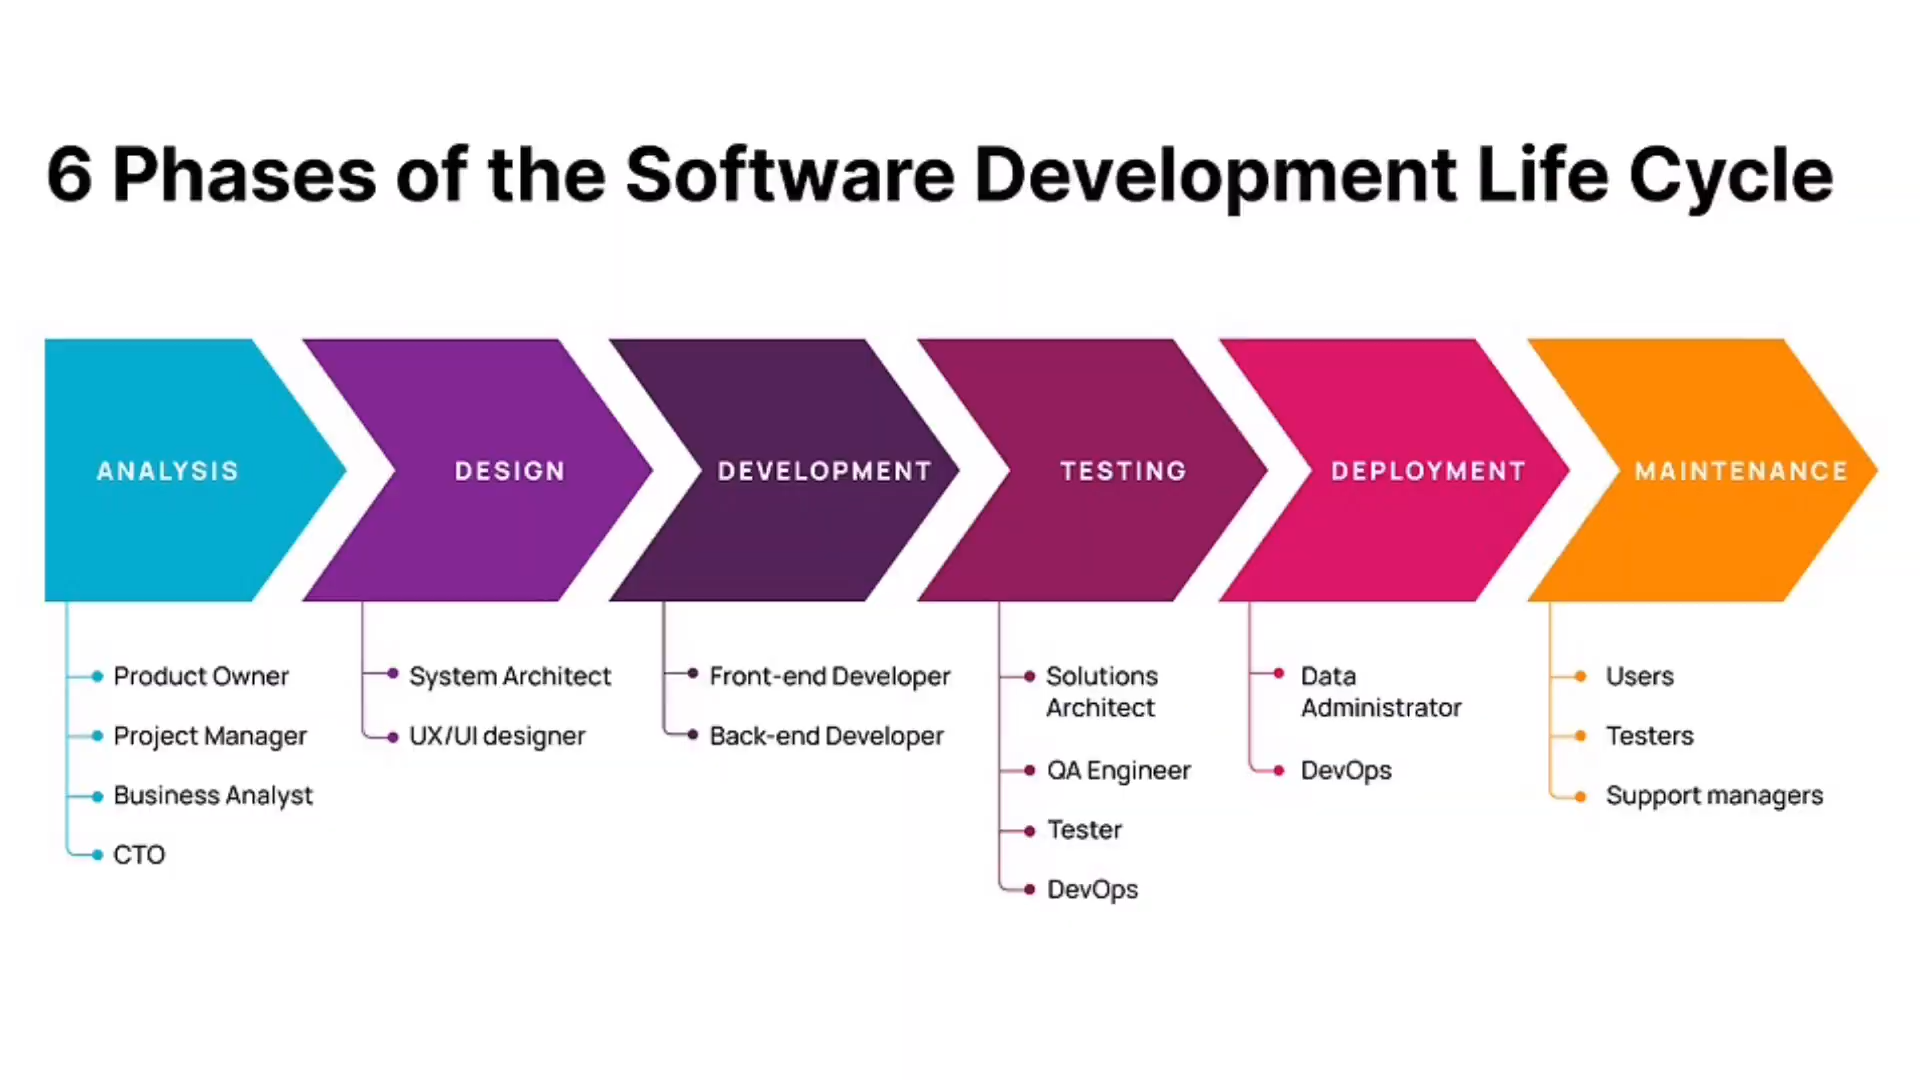 6 Phases of the Software Development Life Cycle
ANALYSIS
DESIGN
DEVELOPMENT
TESTING
DEPLOYMENT
MAINTENANCE
Product Owner
Project Manager
Business Analyst
CTO
System Architect
UX/UI designer
Front-end Developer
Back-end Developer
Solutions
Architect
QA Engineer
Tester
DevOps
Data
Administrator
DevOps
Users
Testers
Support managers